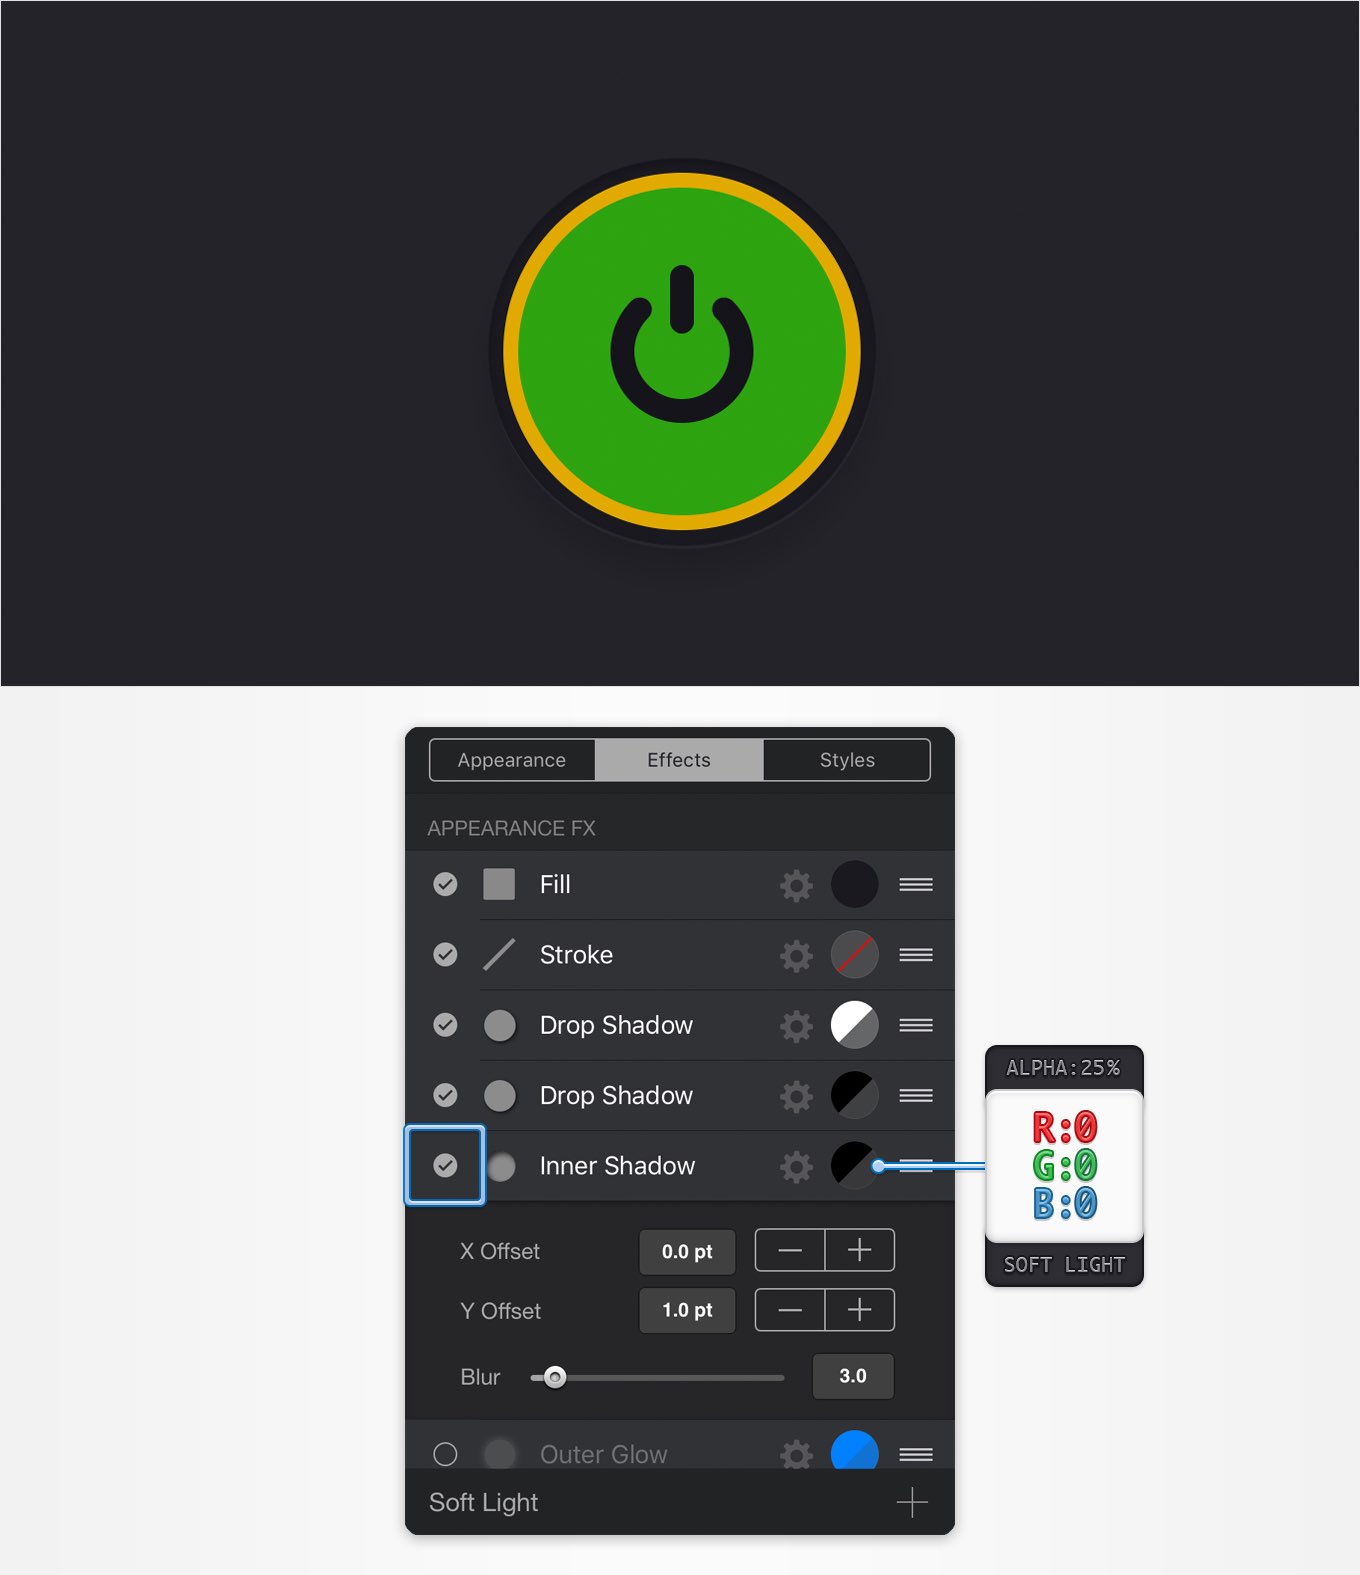 Appearance
Effects
Styles
APPEARANCE FX
Fill
Stroke
Drop Shadow
Drop Shadow
Inner Shadow
ALPHA:25%
R:0
G:0
B:0
SOFT LIGHT
X Offset 0.0 pt
Y Offset 1.0 pt
Blur 3.0
Outer Glow
Soft Light